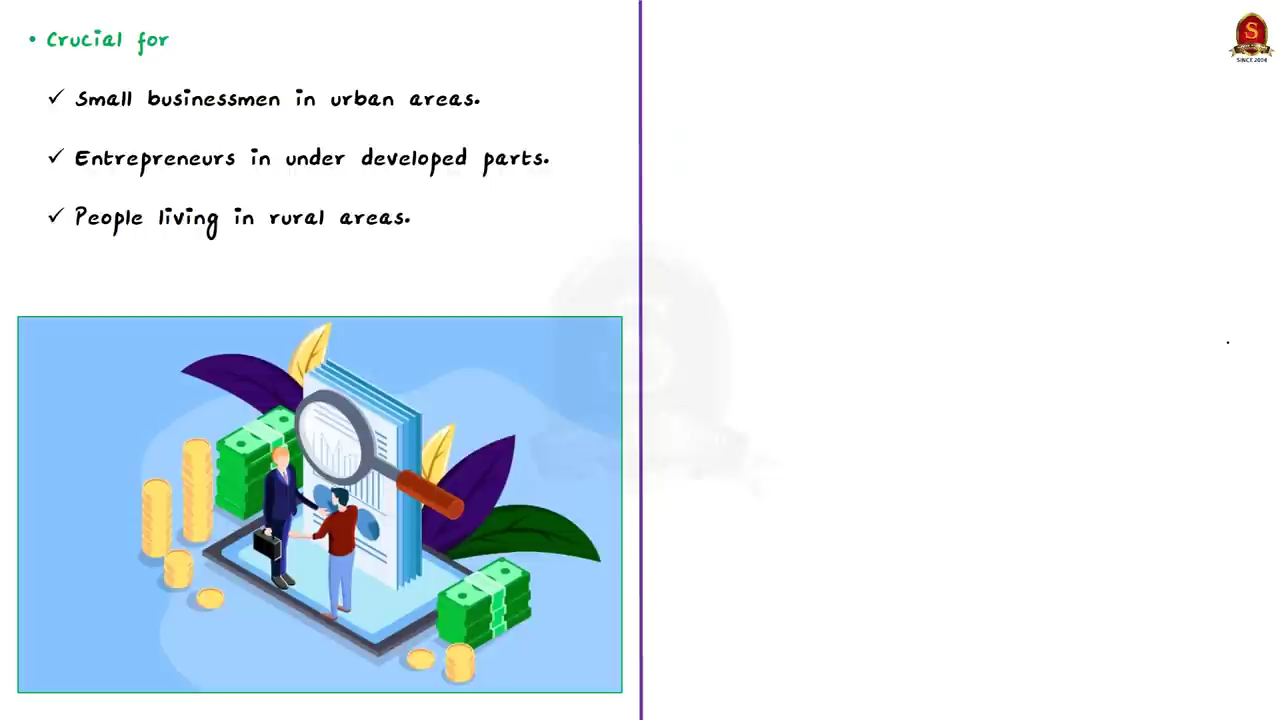 • Crucial for
✓ Small businessmen in urban areas.
✓ Entrepreneurs in under developed parts.
✓ People living in rural areas.
S
SINCE 2004